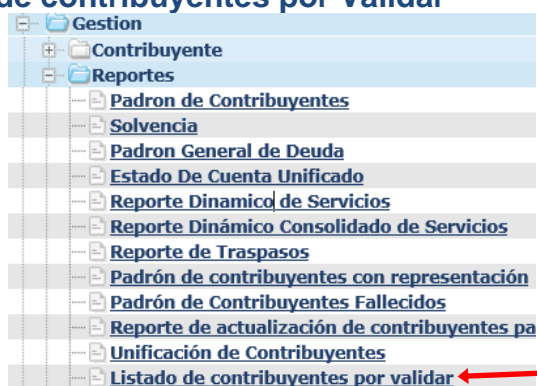 de contribuyentes por Validar
Gestion
Contribuyente
Reportes
Padron de Contribuyentes
Solvencia
Padron General de Deuda
Estado De Cuenta Unificado
Reporte Dinamico de Servicios
Reporte Dinámico Consolidado de Servicios
Reporte de Traspasos
Padrón de contribuyentes con representación
Padrón de Contribuyentes Fallecidos
Reporte de actualización de contribuyentes pa
Unificación de Contribuyentes
Listado de contribuyentes por validar